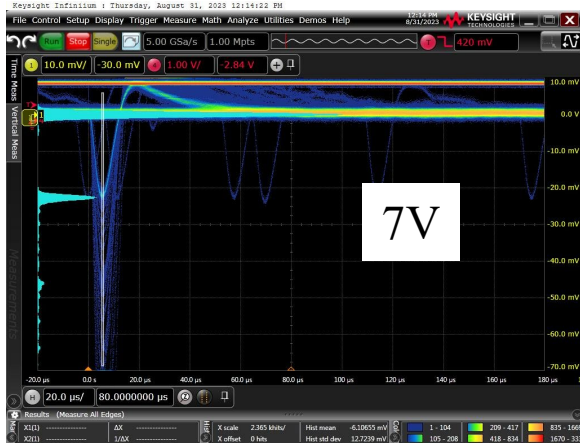 Keysight Infiniium : Thursday, August 31, 2023 12:14:22 PM
File Control Setup Display Trigger Measure Math Analyze Utilities Demos Help
12:14 PM
8/31/2023
KEYSIGHT
TECHNOLOGIES
Run Stop Single 5.00 GSa/s 1.00 Mpts T 420 mV
1 10.0 mV/ -30.0 mV 4 1.00 V/ -2.84 V
Time Meas Vertical Meas
Measurements
10.0 mV
0.0 V
-10.0 mV
-20.0 mV
-30.0 mV
-40.0 mV
-50.0 mV
-60.0 mV
-70.0 mV
7V
-20.0 µs 0.0 s 20.0 µs 40.0 µs 60.0 µs 80.0 µs 100 µs 120 µs 140 µs 160 µs 180 µs
H 20.0 µs/ 80.0000000 µs
Results (Measure All Edges)
X1(1) ΔX X scale 2.365 khits/ Hist mean -6.10655 mV 1 - 104 209 - 417 835 - 1669
X2(1) 1/ΔX X offset 0 hits Hist std dev 12.7239 mV 105 - 208 418 - 834